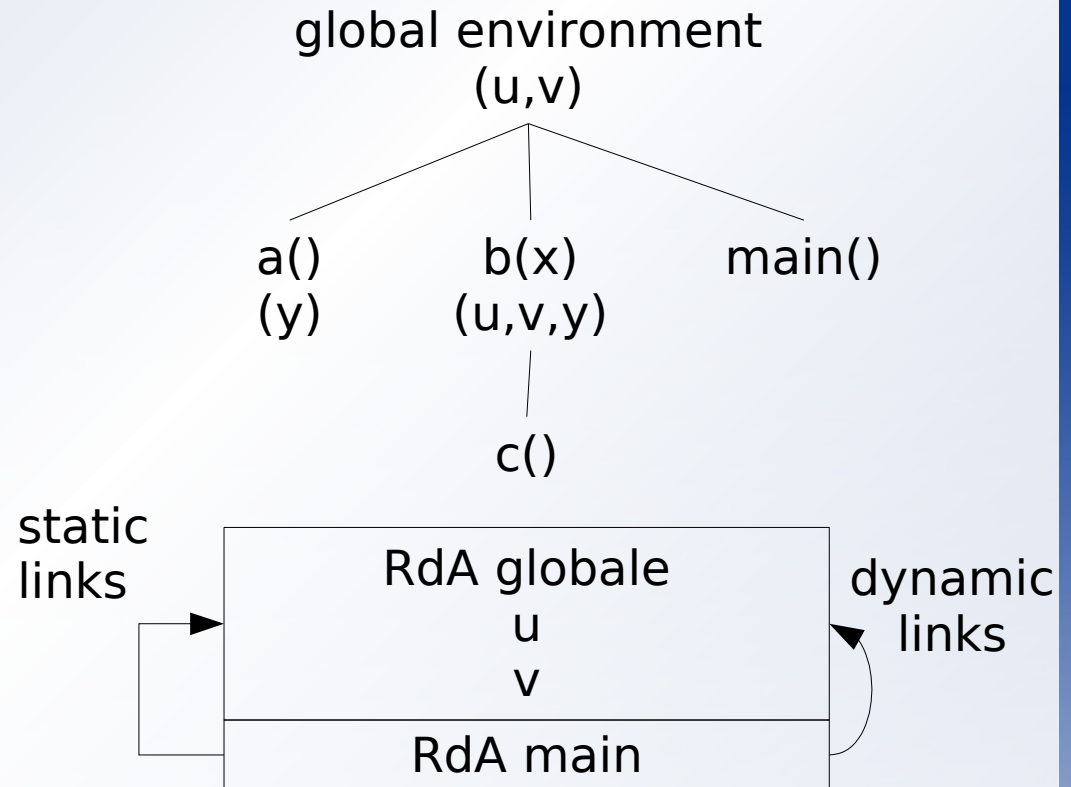 global environment
(u,v)
a()
(y)
b(x)
(u,v,y)
main()
c()
static
links
RdA globale
u
v
dynamic
links
RdA main